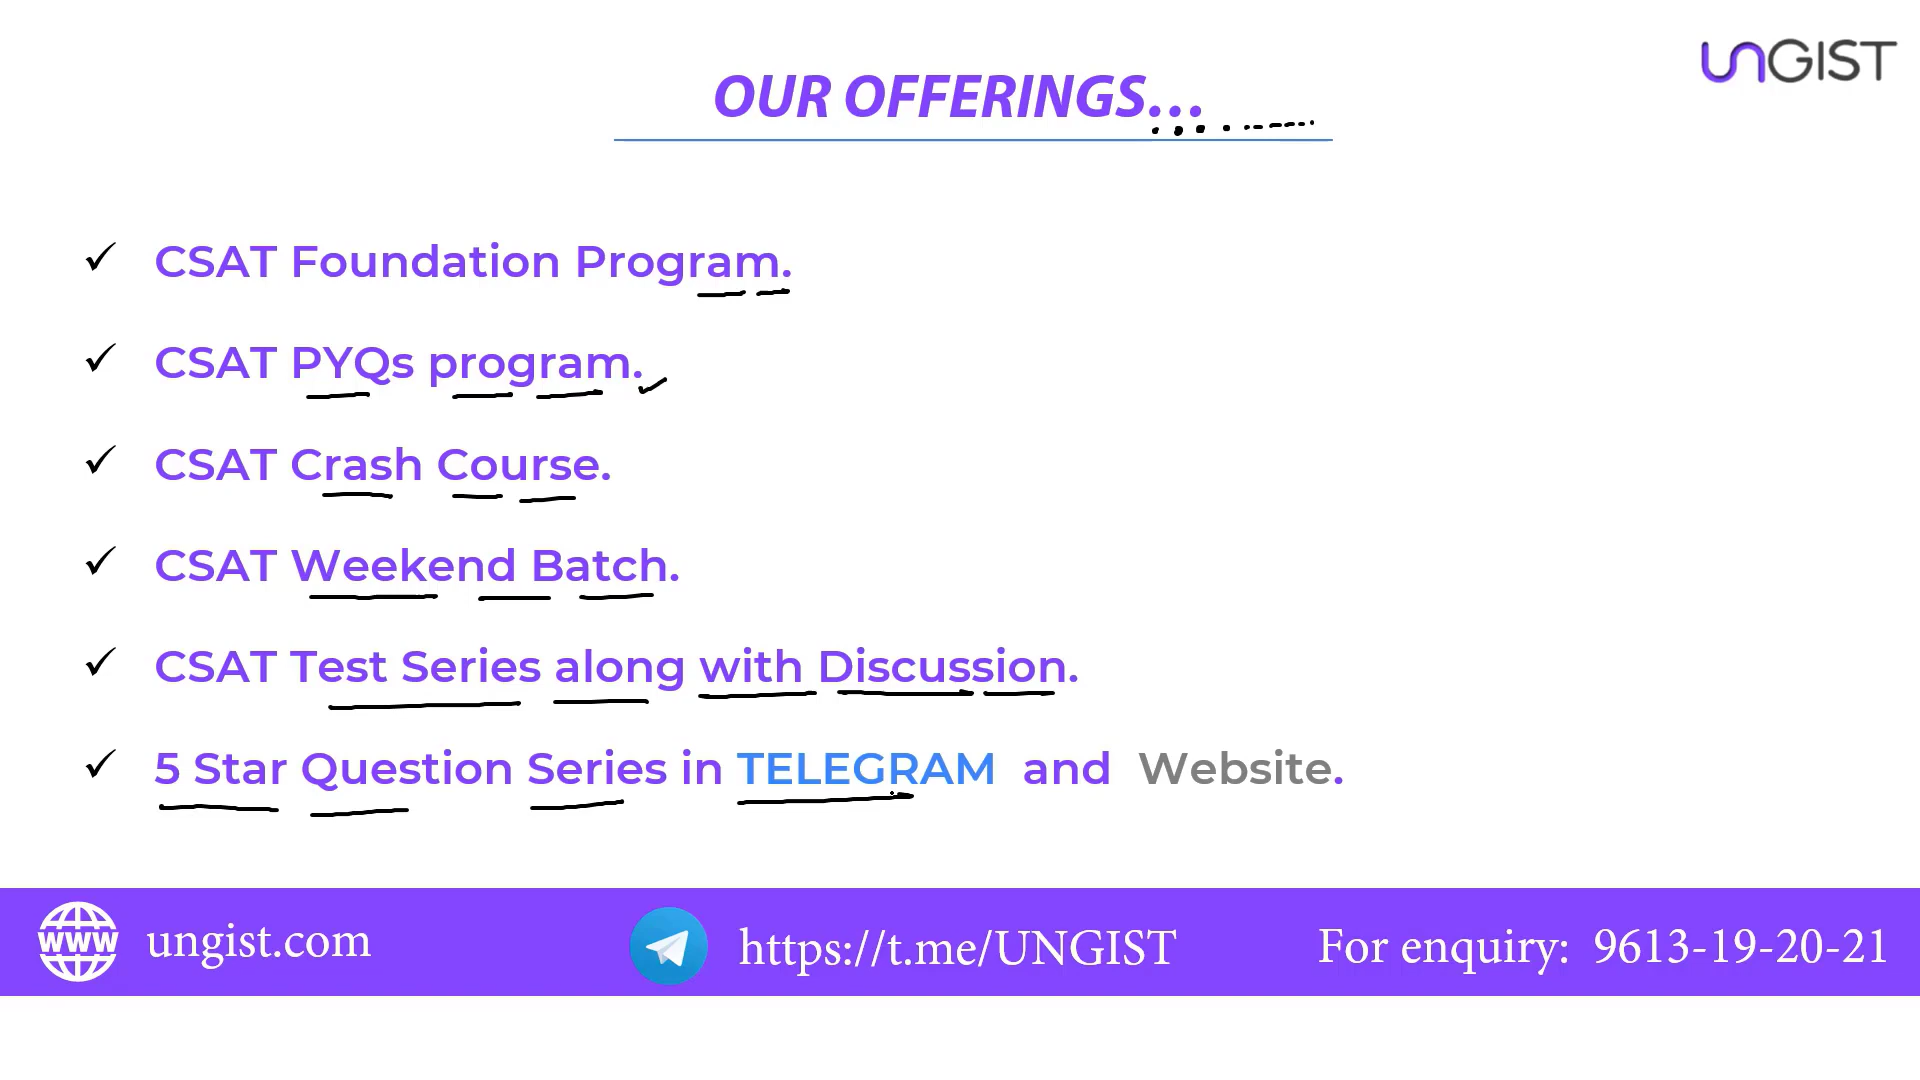 UNGIST
OUR OFFERINGS...
✓ CSAT Foundation Program.
✓ CSAT PYQs program.
✓ CSAT Crash Course.
✓ CSAT Weekend Batch.
✓ CSAT Test Series along with Discussion.
✓ 5 Star Question Series in TELEGRAM and Website.
WWW ungist.com https://t.me/UNGIST For enquiry: 9613-19-20-21